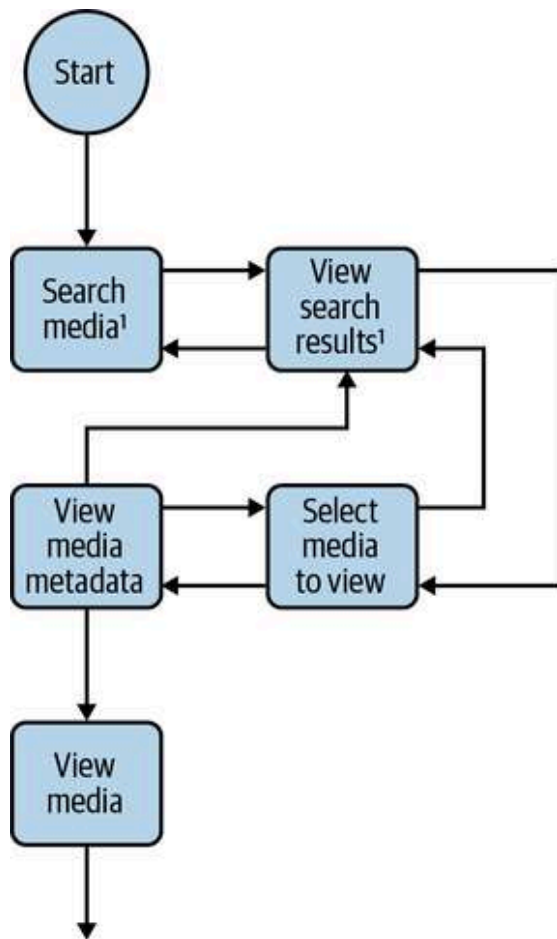 Start
Search
media¹
View
search
results¹
View
media
metadata
Select
media
to view
View
media